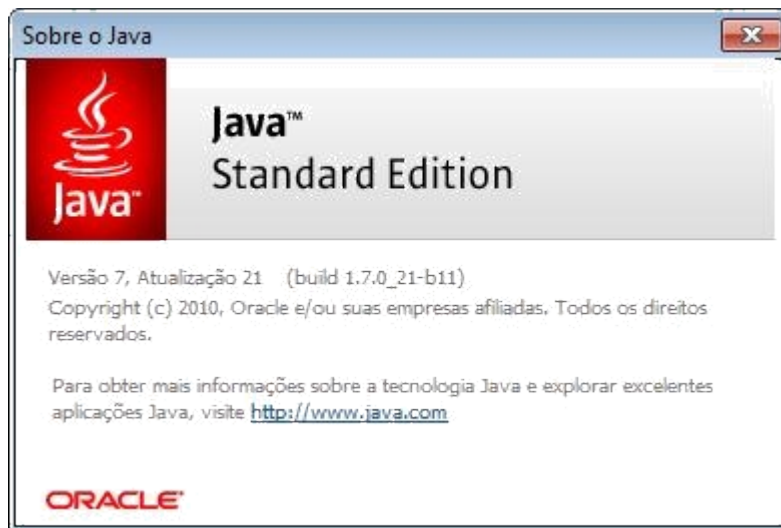 Sobre o Java
Java™
Java™
Standard Edition
Versão 7, Atualização 21 (build 1.7.0_21-b11)
Copyright (c) 2010, Oracle e/ou suas empresas afiliadas. Todos os direitos
reservados.
Para obter mais informações sobre a tecnologia Java e explorar excelentes
aplicações Java, visite http://www.java.com
ORACLE®